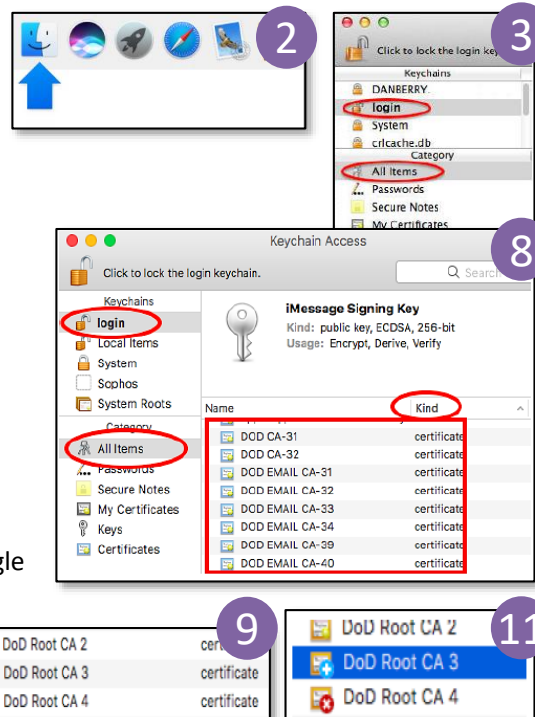 2
3
Click to lock the login
Keychains
DANBERRY.
login
System
crlcache.db
Category
All Items
Passwords
Secure Notes
My Certificates
8
Keychain Access
Click to lock the login keychain.
Search
Keychains
login
Local Items
System
Sophos
System Roots
Category
All Items
Passwords
Secure Notes
My Certificates
Keys
Certificates
iMessage Signing Key
Kind: public key, ECDSA, 256-bit
Usage: Encrypt, Derive, Verify
Name Kind
DOD CA-31 certificate
DOD CA-32 certificate
DOD EMAIL CA-31 certificate
DOD EMAIL CA-32 certificate
DOD EMAIL CA-33 certificate
DOD EMAIL CA-34 certificate
DOD EMAIL CA-39 certificate
DOD EMAIL CA-40 certificate
gle
9
DoD Root CA 2
DoD Root CA 3 certificate
DoD Root CA 4 certificate
11
DoD Root CA 2
DoD Root CA 3
DoD Root CA 4